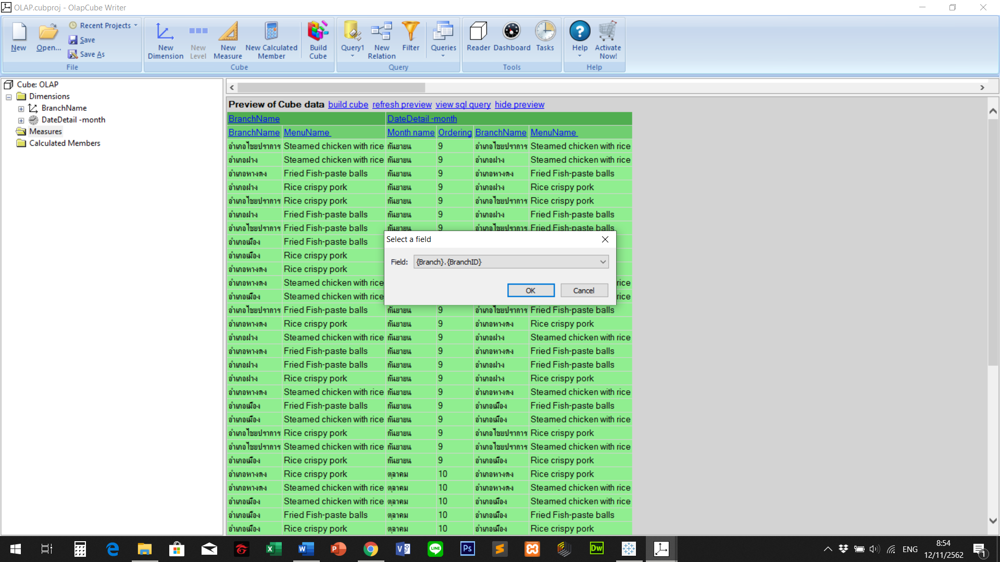 OLAP.cubproj - OlapCube Writer
New
Open...
Recent Projects
Save
Save As
File
New Dimension
New Level
New Measure
New Calculated Member
Build Cube
Cube
Query1
New Relation
Filter
Query
Queries
Reader
Dashboard
Tasks
Tools
Help
Activate Now!
Help
Cube: OLAP
Dimensions
BranchName
DateDetail -month
Measures
Calculated Members
Preview of Cube data build cube refresh preview view sql query hide preview
BranchName DateDetail -month
BranchName MenuName Month name Ordering BranchName MenuName
อำเภอไชยปราการ Steamed chicken with rice กันยายน 9 อำเภอไชยปราการ Steamed chicken with rice
อำเภอฝาง Steamed chicken with rice กันยายน 9 อำเภอฝาง Steamed chicken with rice
อำเภอหางดง Fried Fish-paste balls กันยายน 9 อำเภอหางดง Fried Fish-paste balls
อำเภอฝาง Rice crispy pork กันยายน 9 อำเภอฝาง Rice crispy pork
อำเภอไชยปราการ Rice crispy pork กันยายน 9 อำเภอไชยปราการ Rice crispy pork
อำเภอฝาง Fried Fish-paste balls กันยายน 9 อำเภอฝาง Fried Fish-paste balls
อำเภอไชยปราการ Fried Fish-paste balls กันยายน 9 อำเภอไชยปราการ Fried Fish-paste balls
อำเภอเมือง Fried Fish-paste balls
อำเภอเมือง Rice crispy pork
อำเภอหางดง Rice crispy pork
อำเภอหางดง Steamed chicken with rice rice
อำเภอเมือง Steamed chicken with rice rice
Select a field
Field: {Branch}.{BranchID}
OK Cancel
อำเภอไชยปราการ Fried Fish-paste balls กันยายน 9 อำเภอไชยปราการ Fried Fish-paste balls
อำเภอหางดง Rice crispy pork กันยายน 9 อำเภอหางดง Rice crispy pork
อำเภอฝาง Steamed chicken with rice กันยายน 9 อำเภอฝาง Steamed chicken with rice
อำเภอหางดง Fried Fish-paste balls กันยายน 9 อำเภอหางดง Fried Fish-paste balls
อำเภอฝาง Fried Fish-paste balls กันยายน 9 อำเภอฝาง Fried Fish-paste balls
อำเภอฝาง Rice crispy pork กันยายน 9 อำเภอฝาง Rice crispy pork
อำเภอหางดง Steamed chicken with rice กันยายน 9 อำเภอหางดง Steamed chicken with rice
อำเภอเมือง Fried Fish-paste balls กันยายน 9 อำเภอเมือง Fried Fish-paste balls
อำเภอเมือง Steamed chicken with rice กันยายน 9 อำเภอเมือง Steamed chicken with rice
อำเภอไชยปราการ Rice crispy pork กันยายน 9 อำเภอไชยปราการ Rice crispy pork
อำเภอไชยปราการ Steamed chicken with rice กันยายน 9 อำเภอไชยปราการ Steamed chicken with rice
อำเภอเมือง Rice crispy pork กันยายน 9 อำเภอเมือง Rice crispy pork
อำเภอหางดง Rice crispy pork ตุลาคม 10 อำเภอหางดง Rice crispy pork
อำเภอหางดง Steamed chicken with rice ตุลาคม 10 อำเภอหางดง Steamed chicken with rice
อำเภอเมือง Steamed chicken with rice ตุลาคม 10 อำเภอเมือง Steamed chicken with rice
อำเภอเมือง Fried Fish-paste balls ตุลาคม 10 อำเภอเมือง Fried Fish-paste balls
อำเภอเมือง Rice crispy pork ตุลาคม 10 อำเภอเมือง Rice crispy pork
LINE
Ps
Dw
ENG
8:54
12/11/2562
1